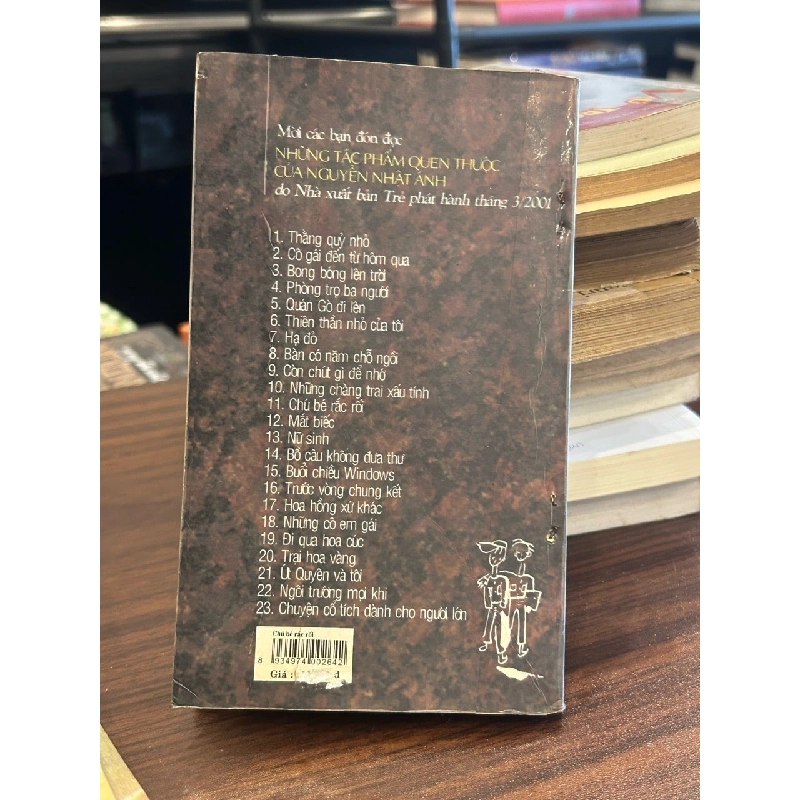 Mời các bạn đón đọc
NHỮNG TÁC PHẨM QUEN THUỘC
CỦA NGUYỄN NHẬT ÁNH
do Nhà xuất bản Trẻ phát hành tháng 3/2001
1. Thằng quỷ nhỏ
2. Cô gái đến từ hôm qua
3. Bong bóng lên trời
4. Phòng trọ ba người
5. Quán Gò đi lên
6. Thiên thần nhỏ của tôi
7. Hạ đỏ
8. Bàn có năm chỗ ngồi
9. Còn chút gì để nhớ
10. Những chàng trai xấu tính
11. Chú bé rắc rối
12. Mắt biếc
13. Nữ sinh
14. Bồ câu không đưa thư
15. Buổi chiều Windows
16. Trước vòng chung kết
17. Hoa hồng xứ khác
18. Những cô em gái
19. Đi qua hoa cúc
20. Trại hoa vàng
21. Út Quyên và tôi
22. Ngôi trường mọi khi
23. Chuyện cổ tích dành cho người lớn
Chú bé rắc rối
8 934974 002642
Giá : đ